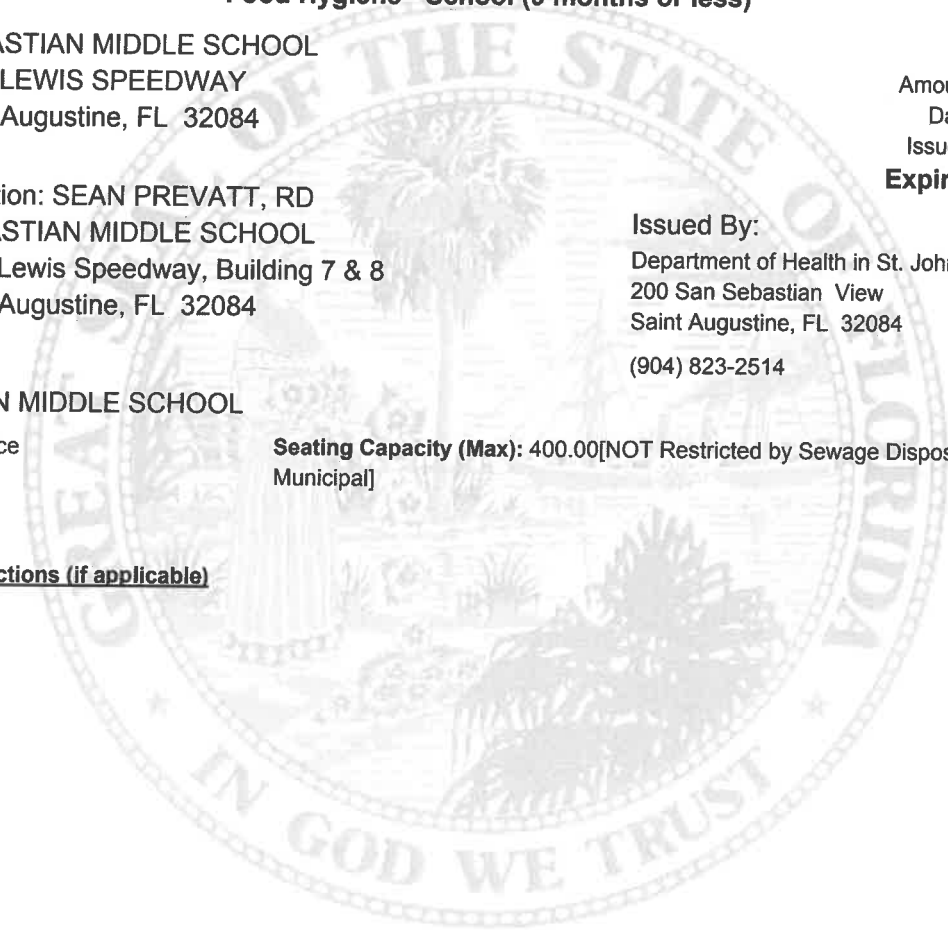 Food Hygiene - School (9 months or less)
ASTIAN MIDDLE SCHOOL
LEWIS SPEEDWAY
Augustine, FL 32084
Amou
Da
Issu
Expir
tion: SEAN PREVATT, RD
ASTIAN MIDDLE SCHOOL
Lewis Speedway, Building 7 & 8
Augustine, FL 32084
Issued By:
Department of Health in St. John
200 San Sebastian View
Saint Augustine, FL 32084
(904) 823-2514
N MIDDLE SCHOOL
ce
Seating Capacity (Max): 400.00[NOT Restricted by Sewage Dispos
Municipal]
ctions (if applicable)
GREAT SEAL OF THE STATE OF FLORIDA
IN GOD WE TRUST